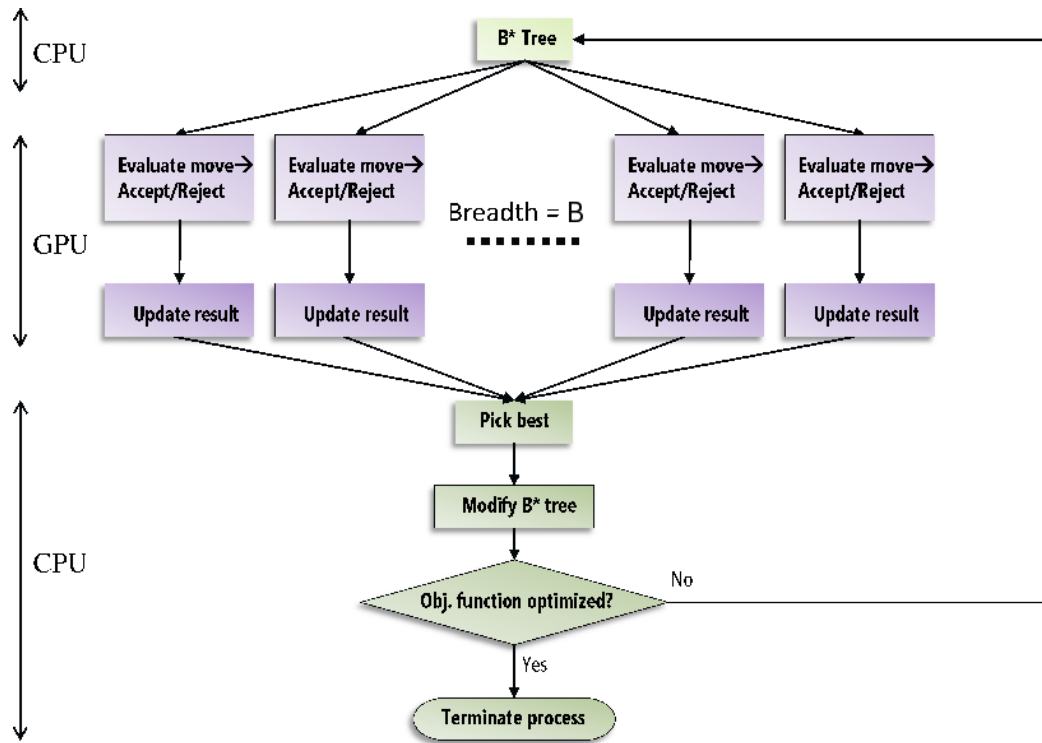 CPU
B* Tree
Evaluate move→
Accept/Reject
Evaluate move→
Accept/Reject
Evaluate move→
Accept/Reject
Evaluate move→
Accept/Reject
GPU
Breadth = B
Update result
Update result
Update result
Update result
Pick best
Modify B* tree
CPU
Obj. function optimized?
No
Yes
Terminate process